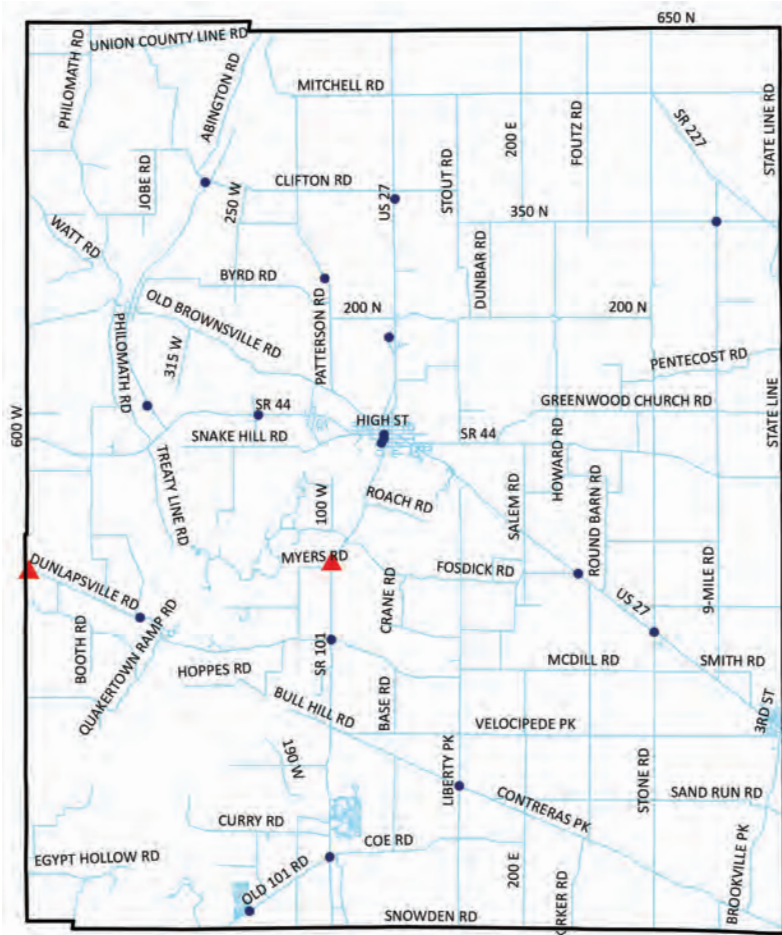 650 N
UNION COUNTY LINE RD
PHILOMATH RD
ABINGTON RD
MITCHELL RD
200 E
FOUTZ RD
SR 227
STATE LINE RD
JOBE RD
CLIFTON RD
250 W
US 27
STOUT RD
350 N
WATT RD
BYRD RD
DUNBAR RD
OLD BROWNSVILLE RD
PATTERSON RD
200 N
200 N
PHILOMATH RD
315 W
PENTECOST RD
SR 44
GREENWOOD CHURCH RD
HIGH ST
600 W
SNAKE HILL RD
SR 44
HOWARD RD
STATE LINE
TREATY LINE RD
ROACH RD
100 W
SALEM RD
ROUND BARN RD
MYERS RD
FOSDICK RD
DUNLAPSVILLE RD
CRANE RD
9-MILE RD
US 27
BOOTH RD
QUAKERTOWN RAMP RD
SR 101
HOPPES RD
MCDILL RD
SMITH RD
BULL HILL RD
BASE RD
VELOCIPEDE PK
3RD ST
190 W
LIBERTY PK
CONTRERAS PK
STONE RD
SAND RUN RD
CURRY RD
COE RD
EGYPT HOLLOW RD
OLD 101 RD
200 E
BROOKVILLE PK
SNOWDEN RD